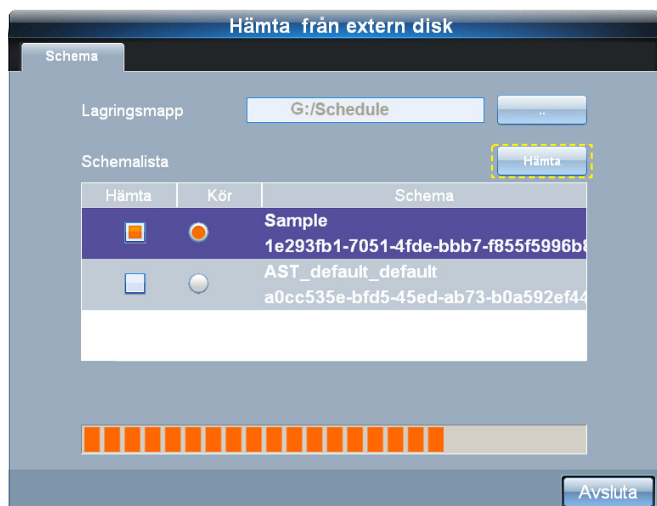 Hämta från extern disk
Schema
Lagringsmapp G:/Schedule ..
Schemalista Hämta
Hämta Kör Schema
Sample
1e293fb1-7051-4fde-bbb7-f855f5996b8
AST_default_default
a0cc535e-bfd5-45ed-ab73-b0a592ef44
Avsluta